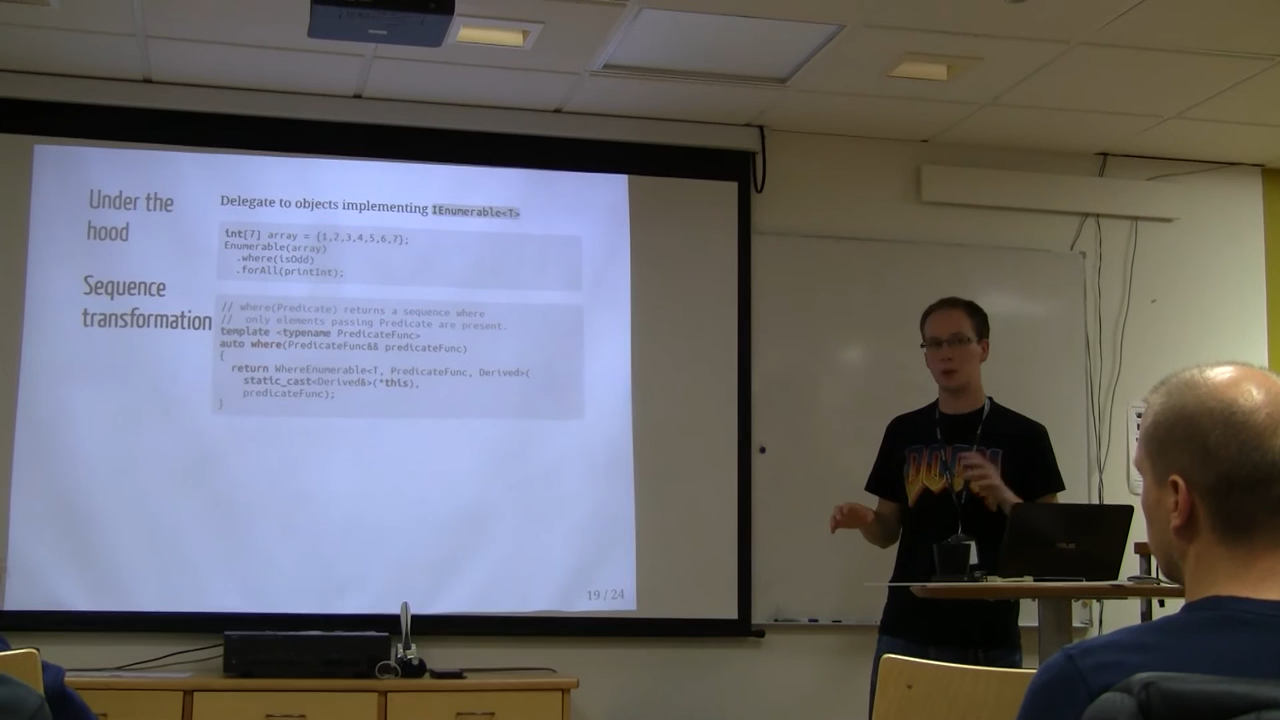 Under the
hood
Sequence
transformation
Delegate to objects implementing IEnumerable<T>
int[7] array = {1,2,3,4,5,6,7};
Enumerable(array)
.where(isOdd)
.forAll(printInt);
// where(Predicate) returns a sequence where
// only elements passing Predicate are present.
template <typename PredicateFunc>
auto where(PredicateFunc&& predicateFunc)
{
return WhereEnumerable<T, PredicateFunc, Derived>(
static_cast<Derived&>(*this),
predicateFunc);
}
19 / 24
DOOM
ASUS